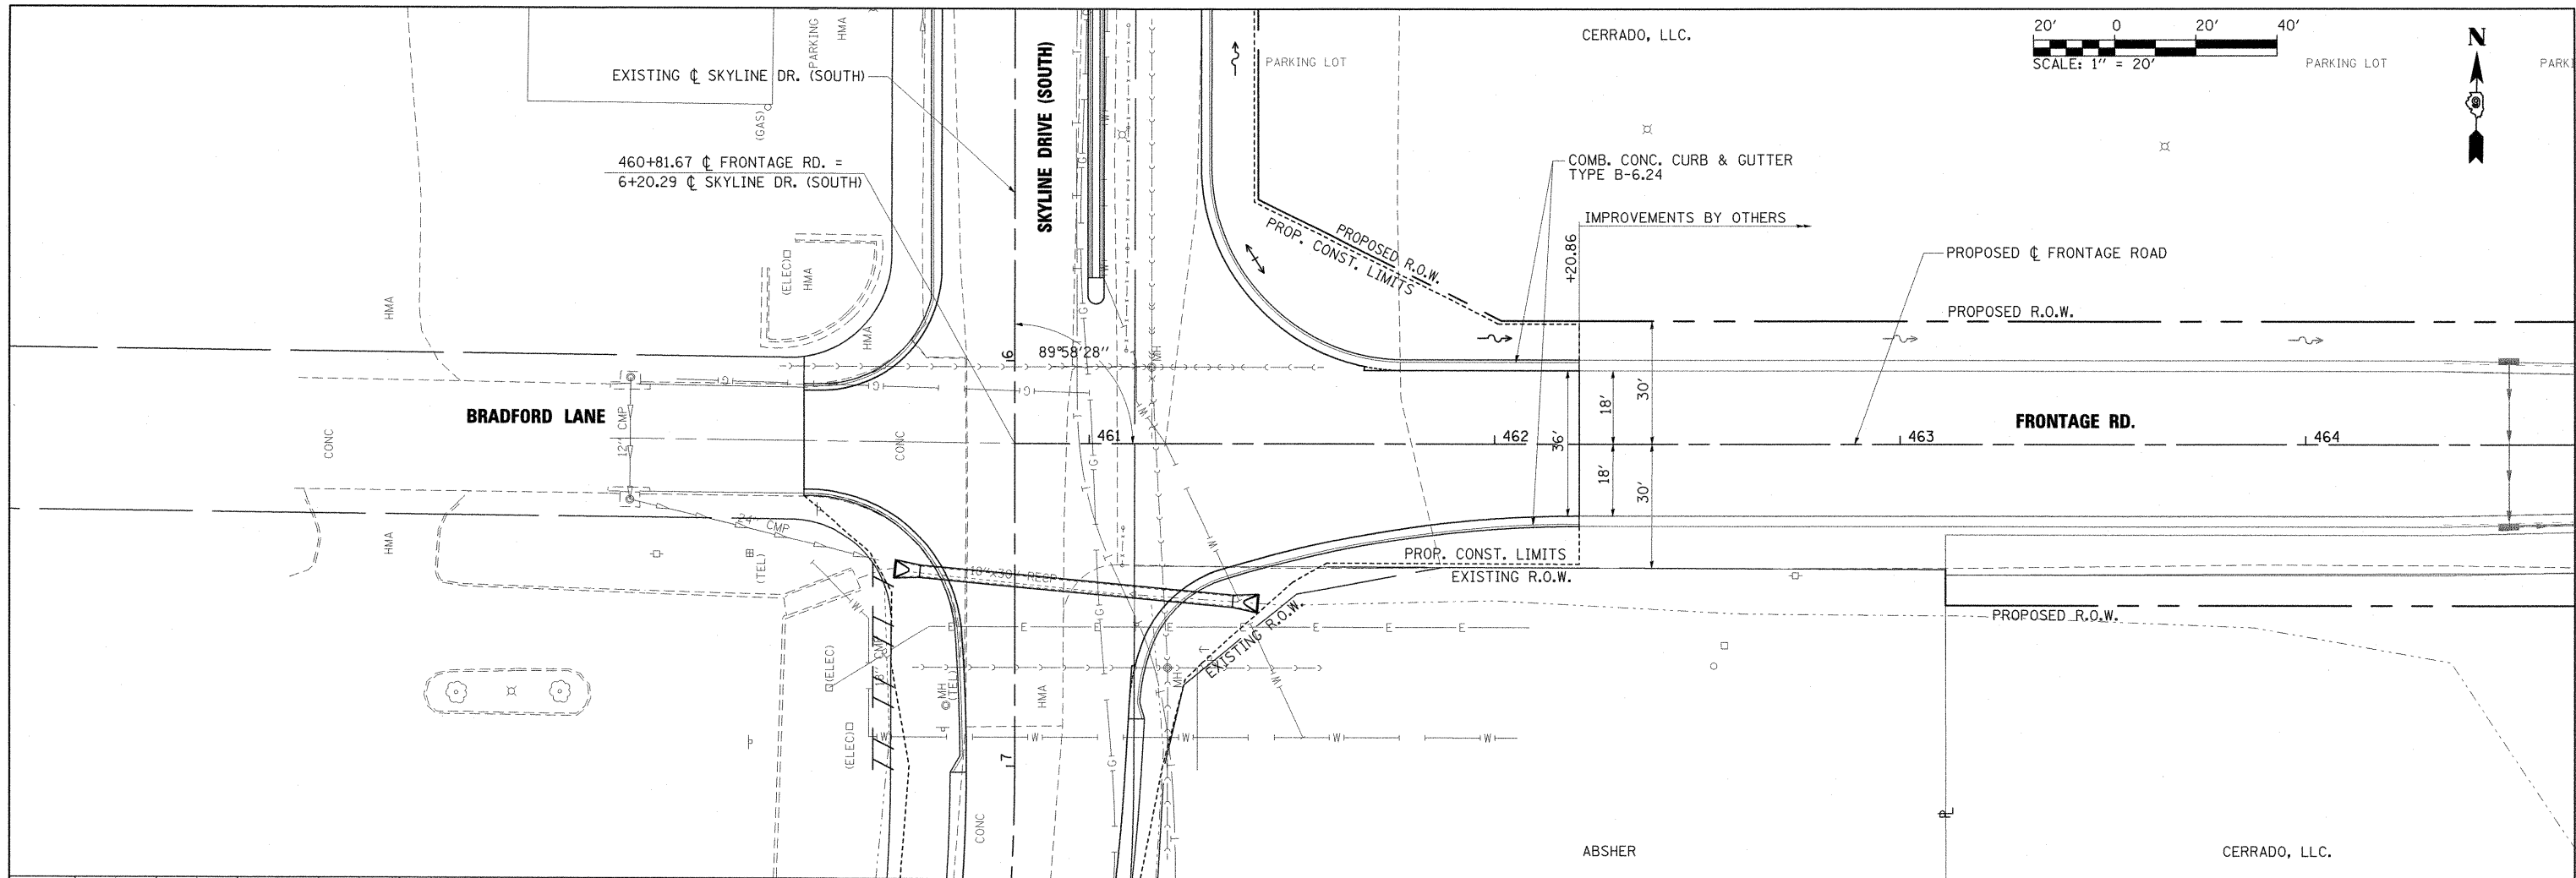 PARKING
HMA
SKYLINE DRIVE (SOUTH)
EXISTING ℄ SKYLINE DR. (SOUTH)
460+81.67 ℄ FRONTAGE RD. =
6+20.29 ℄ SKYLINE DR. (SOUTH)
(GAS)
PARKING LOT
CERRADO, LLC.
20' 0 20' 40'
SCALE: 1" = 20'
PARKING LOT
PARKI
N
COMB. CONC. CURB & GUTTER
TYPE B-6.24
IMPROVEMENTS BY OTHERS
+20.86
PROPOSED ℄ FRONTAGE ROAD
PROPOSED R.O.W.
PROP. CONST. LIMITS
PROPOSED R.O.W.
(ELEC)
HMA
HMA
HMA
6
89°58'28"
MH
G
G
G
W
BRADFORD LANE
12" CMP
CONC
CONC
461
462
463
464
18'
30'
36'
18'
30'
FRONTAGE RD.
HMA
24" CMP
(TEL)
PROP. CONST. LIMITS
EXISTING R.O.W.
EXISTING R.O.W.
PROPOSED R.O.W.
E E E E E E E E
(ELEC)
18" CMP
MH
(TEL)
HMA
MH
(ELEC)
W W W W W
7
G
T
CONC
PL
ABSHER
CERRADO, LLC.